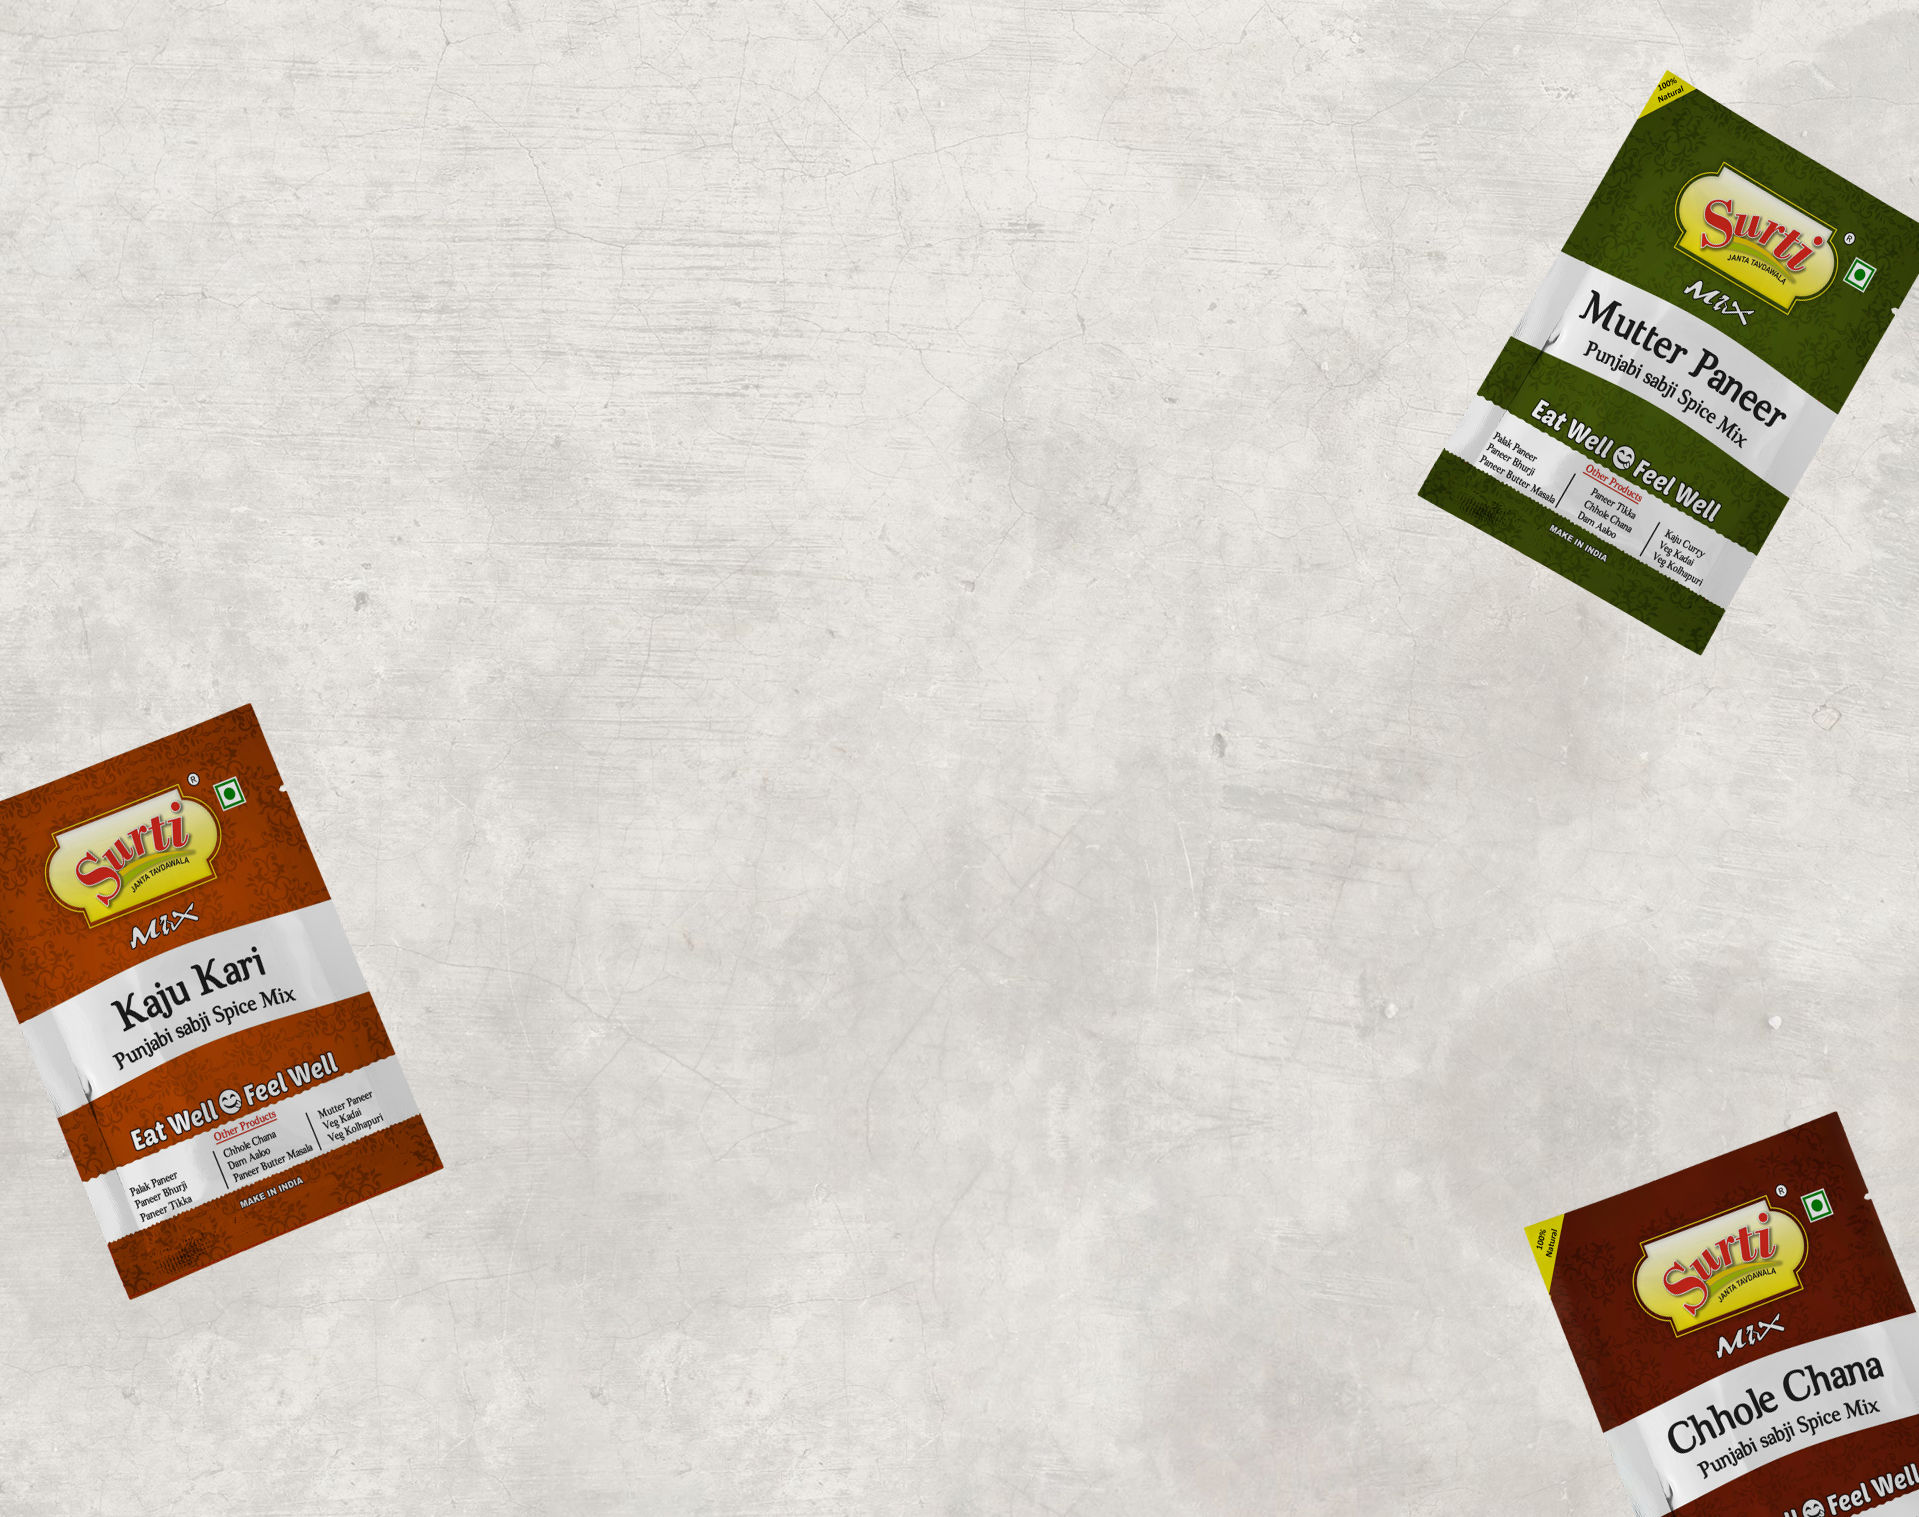 100%
Natural
Surti
®
JANTA TAVDAWALA
Mix
Mutter Paneer
Punjabi sabji Spice Mix
Eat Well Feel Well
Other Products
Palak Paneer
Paneer Bhurji
Paneer Butter Masala
Paneer Tikka
Chhole Chana
Dam Aaloo
Kaju Curry
Veg Kadai
Veg Kolhapuri
MAKE IN INDIA
Surti
®
JANTA TAVDAWALA
Mix
Kaju Kari
Punjabi sabji Spice Mix
Eat Well Feel Well
Other Products
Palak Paneer
Paneer Bhurji
Paneer Tikka
Chhole Chana
Dam Aaloo
Paneer Butter Masala
Mutter Paneer
Veg Kadai
Veg Kolhapuri
MAKE IN INDIA
100%
Natural
Surti
®
JANTA TAVDAWALA
Mix
Chhole Chana
Punjabi sabji Spice Mix
Feel Well